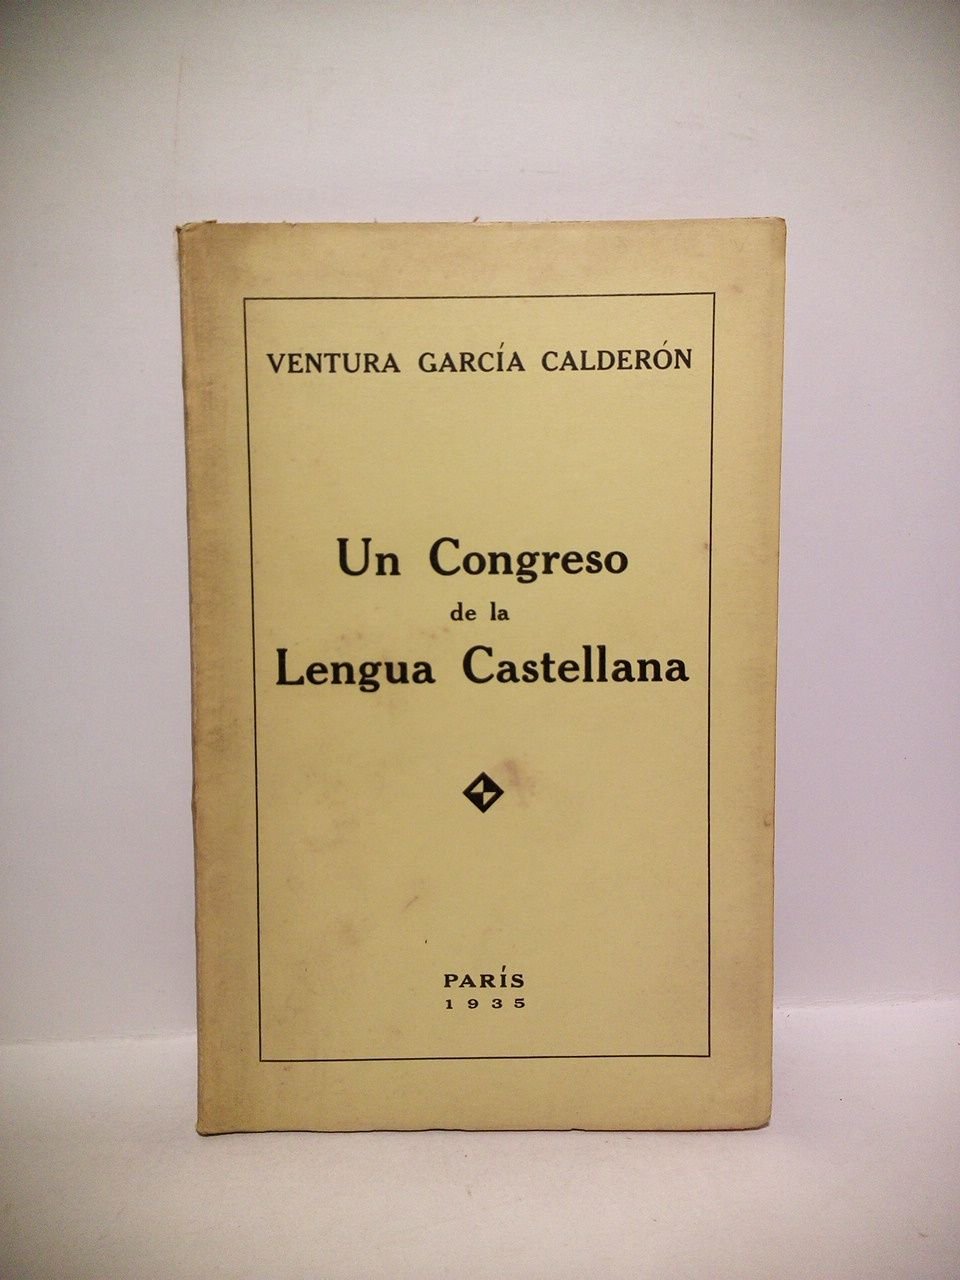 VENTURA GARCÍA CALDERÓN
Un Congreso
de la
Lengua Castellana
PARÍS
1935